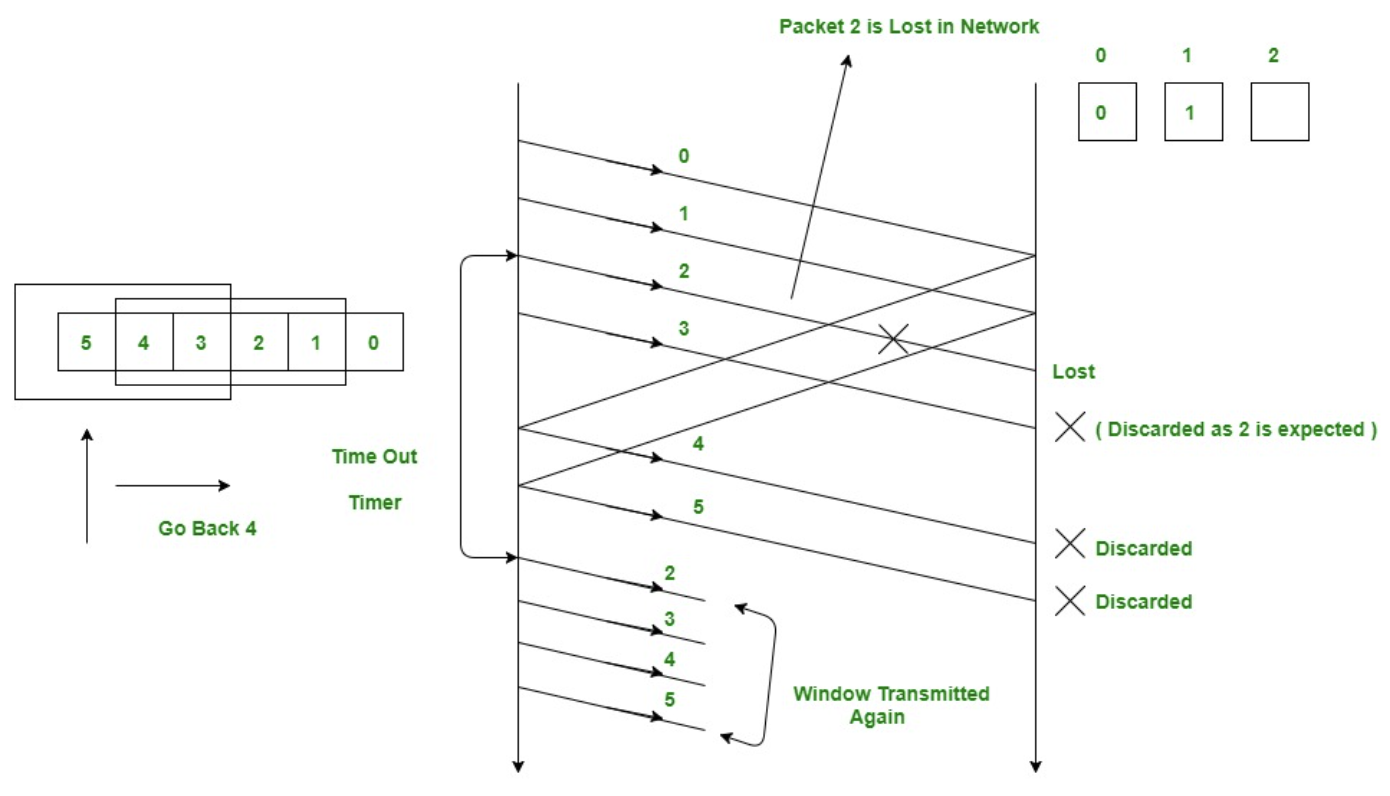 Packet 2 is Lost in Network
0 1 2
0 1
0
1
2
3
5 4 3 2 1 0
Lost
( Discarded as 2 is expected )
4
Time Out
Timer
5
Go Back 4
Discarded
2
Discarded
3
4
5
Window Transmitted
Again